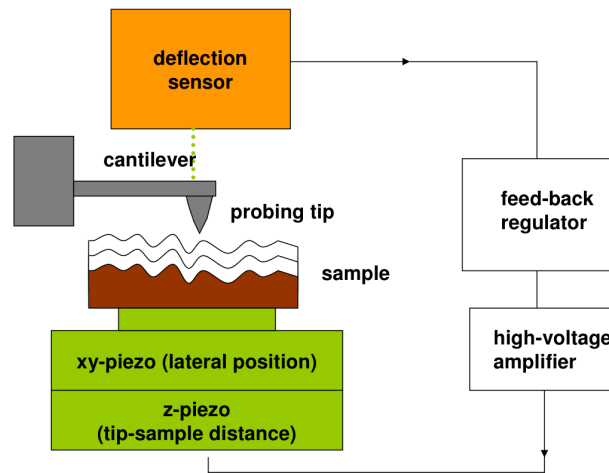 deflection
sensor
cantilever
probing tip
feed-back
regulator
sample
high-voltage
amplifier
xy-piezo (lateral position)
z-piezo
(tip-sample distance)